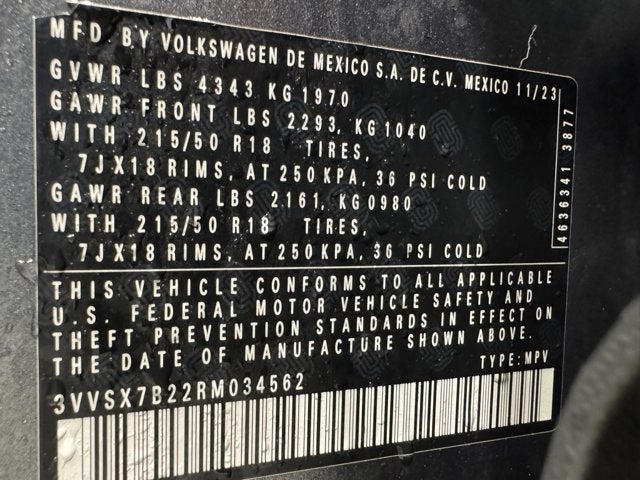 MFD BY VOLKSWAGEN DE MEXICO S.A. DE C.V. MEXICO 11/23
GVWR LBS 4343 KG 1970
GAWR FRONT LBS 2293, KG 1040
WITH 215/50 R18 TIRES,
7JX18 RIMS, AT 250 KPA, 36 PSI COLD
GAWR REAR LBS 2161, KG 0980
WITH 215/50 R18 TIRES,
7JX18 RIMS, AT 250 KPA, 36 PSI COLD
4636341 3877
THIS VEHICLE CONFORMS TO ALL APPLICABLE
U.S. FEDERAL MOTOR VEHICLE SAFETY AND
THEFT PREVENTION STANDARDS IN EFFECT ON
THE DATE OF MANUFACTURE SHOWN ABOVE.
3VVSX7B22RM034562 TYPE: MPV